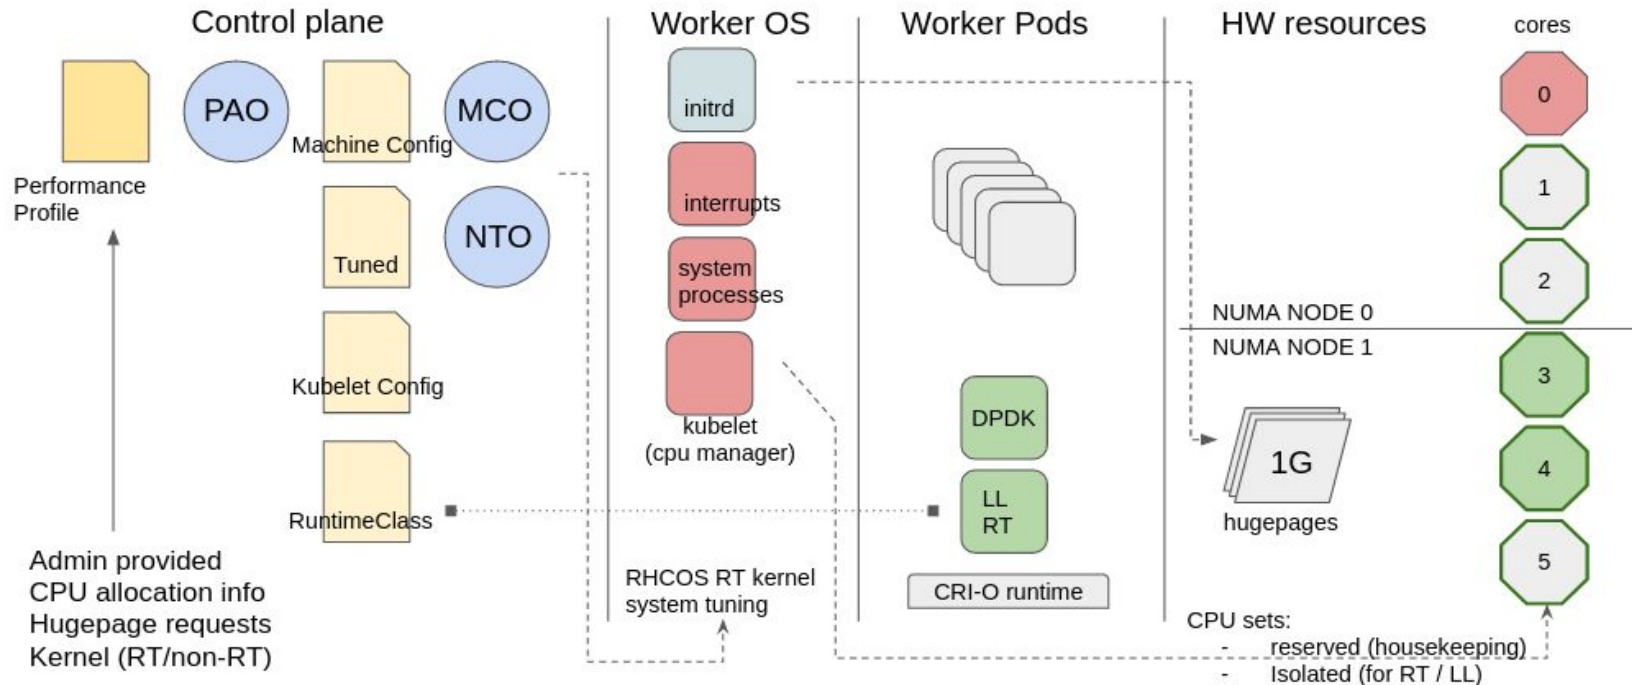 Control plane
Worker OS
Worker Pods
HW resources
cores
PAO
MCO
Machine Config
Performance
Profile
NTO
Tuned
Kubelet Config
RuntimeClass
Admin provided
CPU allocation info
Hugepage requests
Kernel (RT/non-RT)
initrd
interrupts
system
processes
kubelet
(cpu manager)
RHCOS RT kernel
system tuning
DPDK
LL
RT
CRI-O runtime
NUMA NODE 0
NUMA NODE 1
1G
hugepages
0
1
2
3
4
5
CPU sets:
- reserved (housekeeping)
- Isolated (for RT / LL)